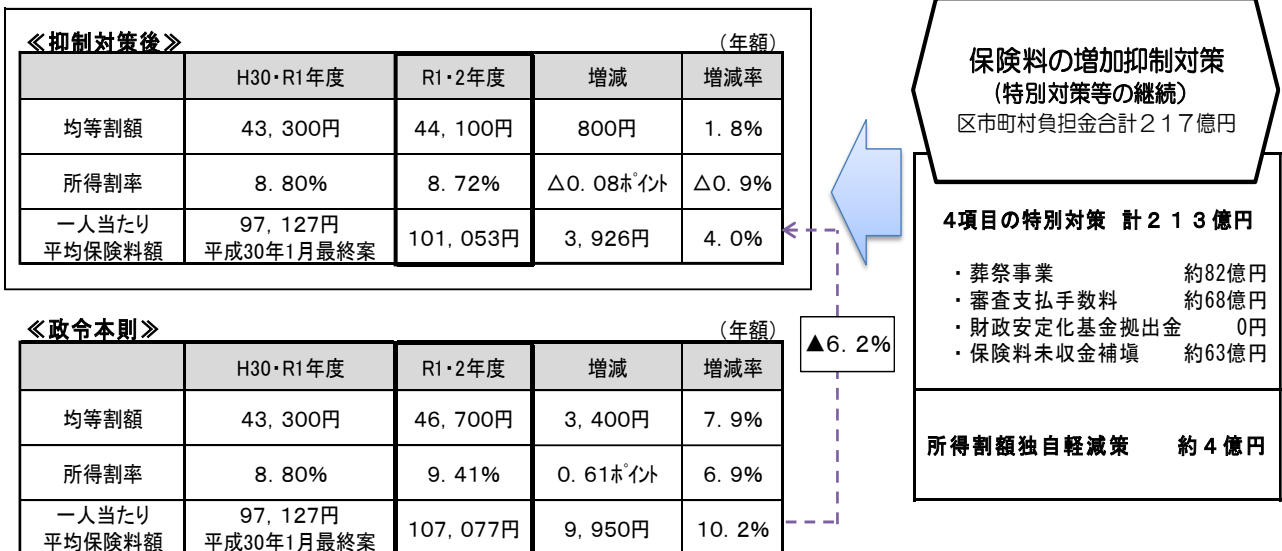 ≪抑制対策後≫ （年額）
H30・R1年度 R1・2年度 増減 増減率
均等割額 43，300円 44，100円 800円 1．8%
所得割率 8．80% 8．72% △0．08ﾎﾟｲﾝﾄ △0．9%
一人当たり
平均保険料額 97，127円
平成30年1月最終案 101，053円 3，926円 4．0%
≪政令本則≫ （年額）
H30・R1年度 R1・2年度 増減 増減率
均等割額 43，300円 46，700円 3，400円 7．9%
所得割率 8．80% 9．41% 0．61ﾎﾟｲﾝﾄ 6．9%
一人当たり
平均保険料額 97，127円
平成30年1月最終案 107，077円 9，950円 10．2%
▲6．2%
保険料の増加抑制対策
（特別対策等の継続）
区市町村負担金合計２１７億円
4項目の特別対策 計２１３億円
・葬祭事業 約82億円
・審査支払手数料 約68億円
・財政安定化基金拠出金 0円
・保険料未収金補塡 約63億円
所得割額独自軽減策 約４億円